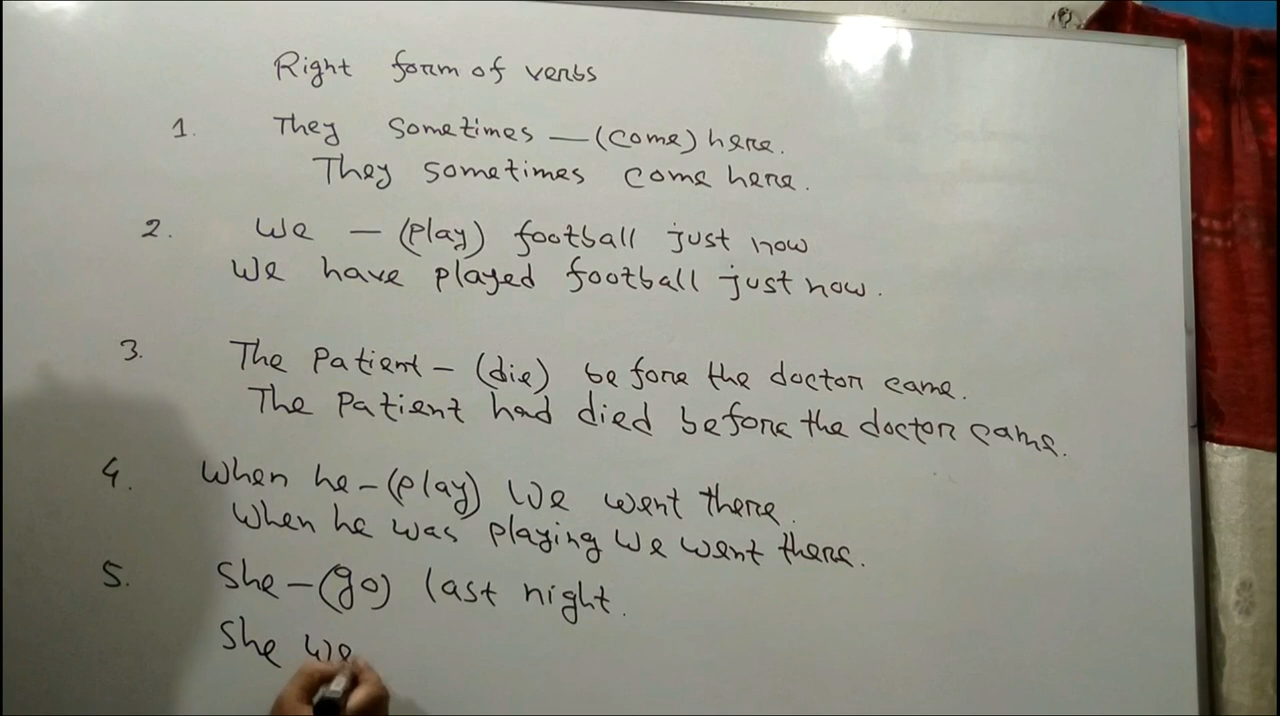 Right form of verbs
1. They sometimes — (come) here.
They sometimes come here.
2. We — (play) football just now
We have played football just now.
3. The patient — (die) before the doctor came.
The patient had died before the doctor came.
4. When he — (play) we went there.
When he was playing we went there.
5. She — (go) last night.
She we